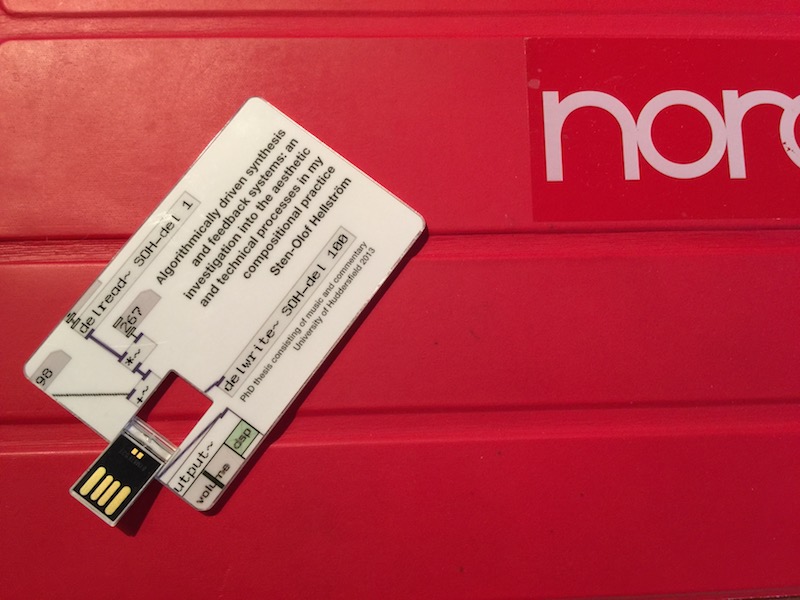 Algorithmically driven synthesis
and feedback systems: an
investigation into the aesthetic
and technical processes in my
compositional practice
Sten-Olof Hellström
delread~ SOH-del 1
267
*~
98
+~
delwrite~ SOH-del 100
PhD thesis consisting of music and commentary
University of Huddersfield 2013
utput~
dsp
volume
nor